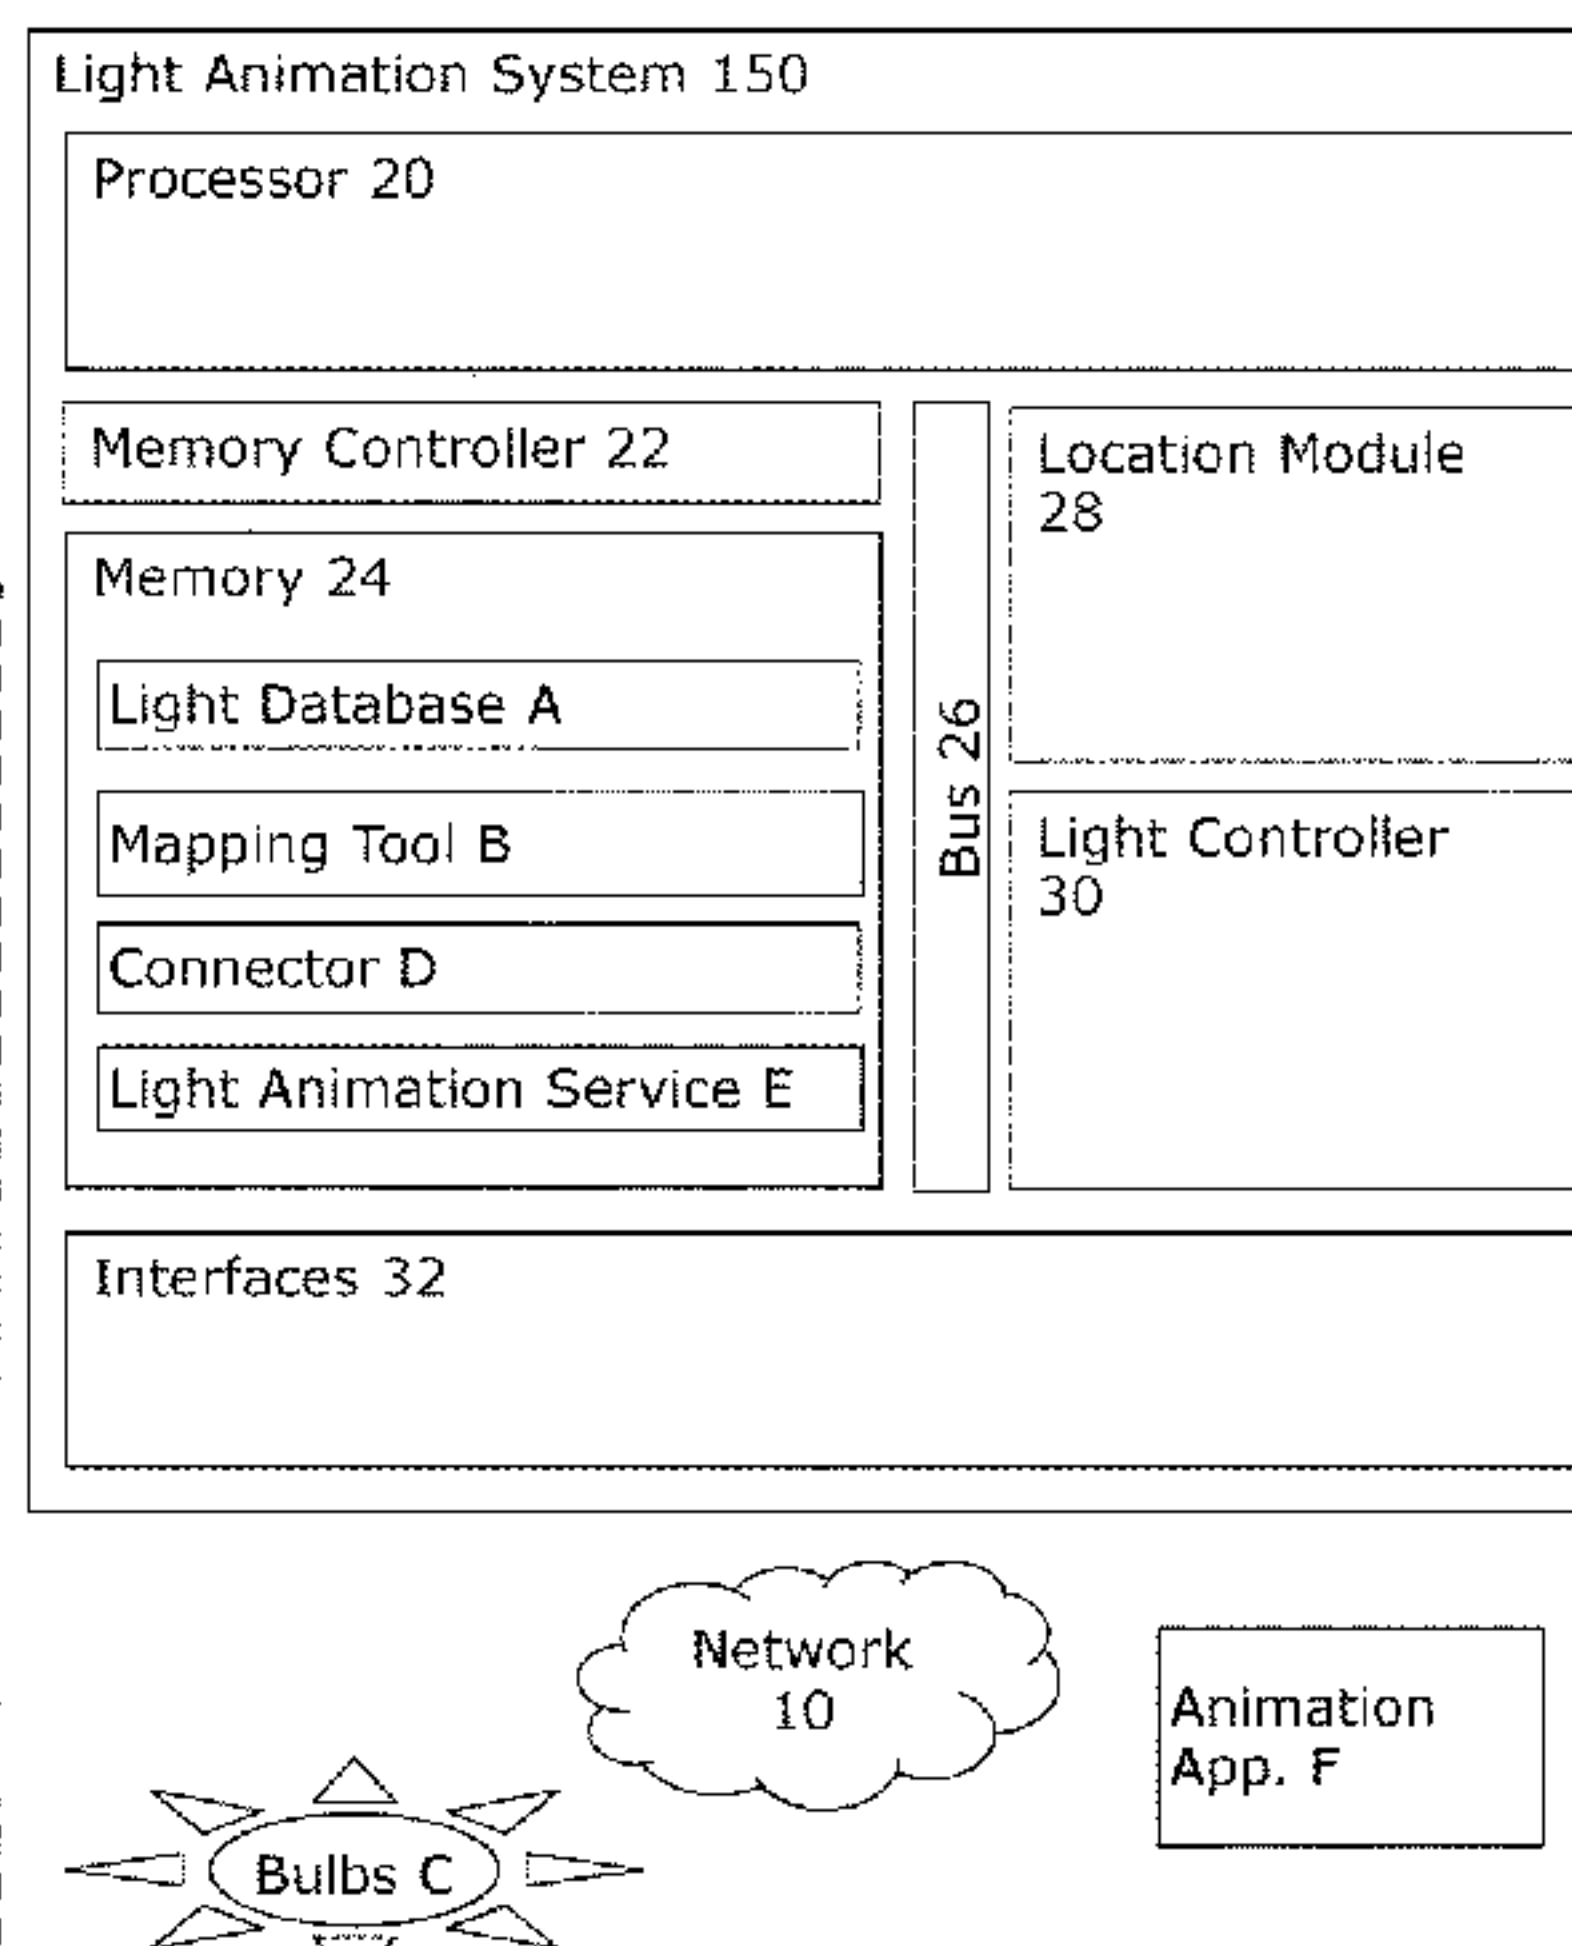 Light Animation System 150
Processor 20
Memory Controller 22
Memory 24
Light Database A
Mapping Tool B
Connector D
Light Animation Service E
Bus 26
Location Module
28
Light Controller
30
Interfaces 32
Network
10
Animation
App. F
Bulbs C